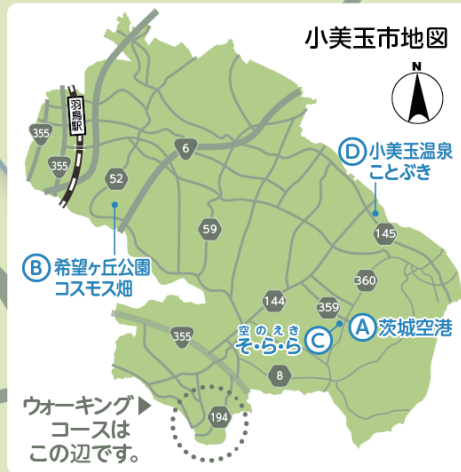 小美玉市地図
N
羽鳥駅
355
355
6
52
D 小美玉温泉
ことぶき
59
145
B 希望ヶ丘公園
コスモス畑
360
144
359
空のえき
そ・ら・ら
C
A 茨城空港
355
8
ウォーキング▶
コースは
この辺です。
194